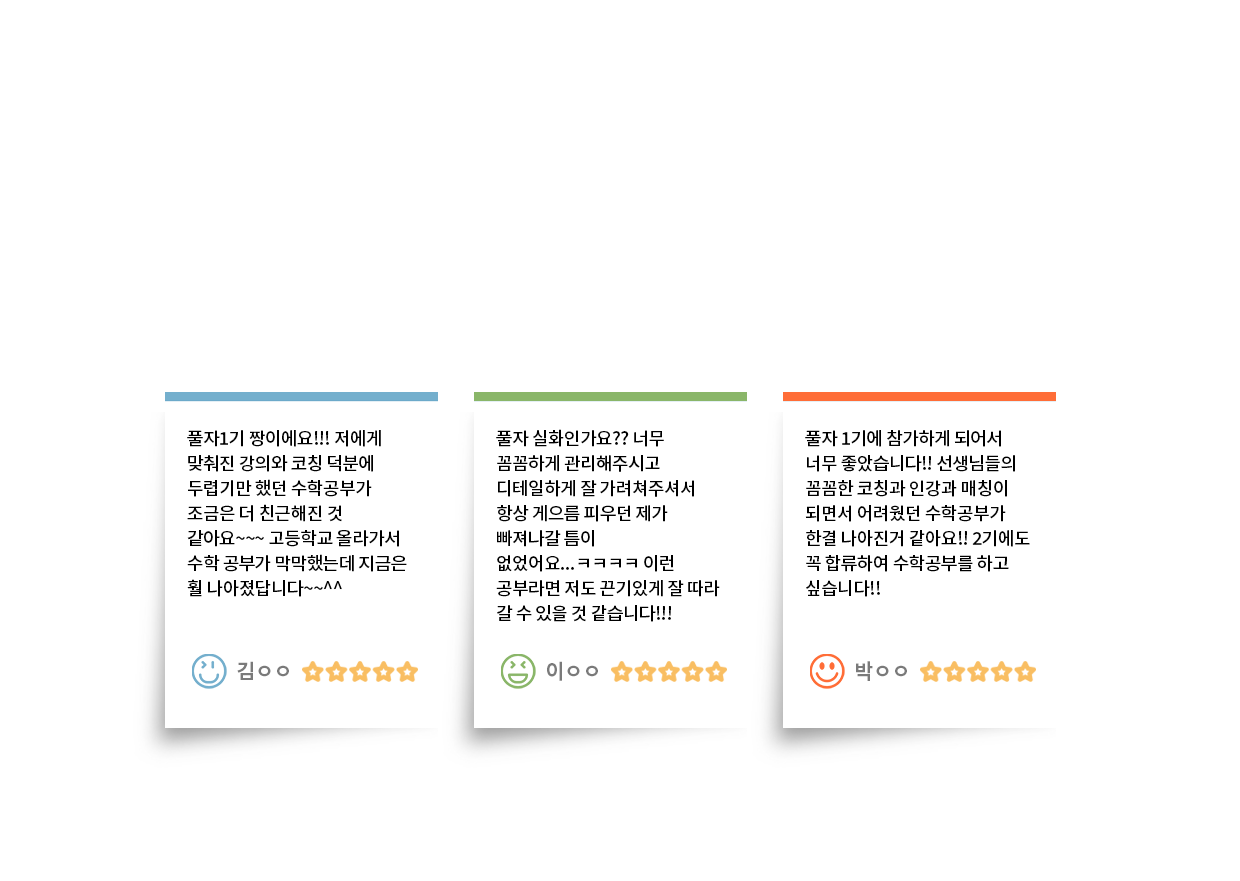 풀자1기 짱이에요!!! 저에게
맞춰진 강의와 코칭 덕분에
두렵기만 했던 수학공부가
조금은 더 친근해진 것
같아요~~~ 고등학교 올라가서
수학 공부가 막막했는데 지금은
훨 나아졌답니다~~^^
김ㅇㅇ
풀자 실화인가요?? 너무
꼼꼼하게 관리해주시고
디테일하게 잘 가려쳐주셔서
항상 게으름 피우던 제가
빠져나갈 틈이
없었어요...ㅋㅋㅋㅋ 이런
공부라면 저도 끈기있게 잘 따라
갈 수 있을 것 같습니다!!!
이ㅇㅇ
풀자 1기에 참가하게 되어서
너무 좋았습니다!! 선생님들의
꼼꼼한 코칭과 인강과 매칭이
되면서 어려웠던 수학공부가
한결 나아진거 같아요!! 2기에도
꼭 합류하여 수학공부를 하고
싶습니다!!
박ㅇㅇ